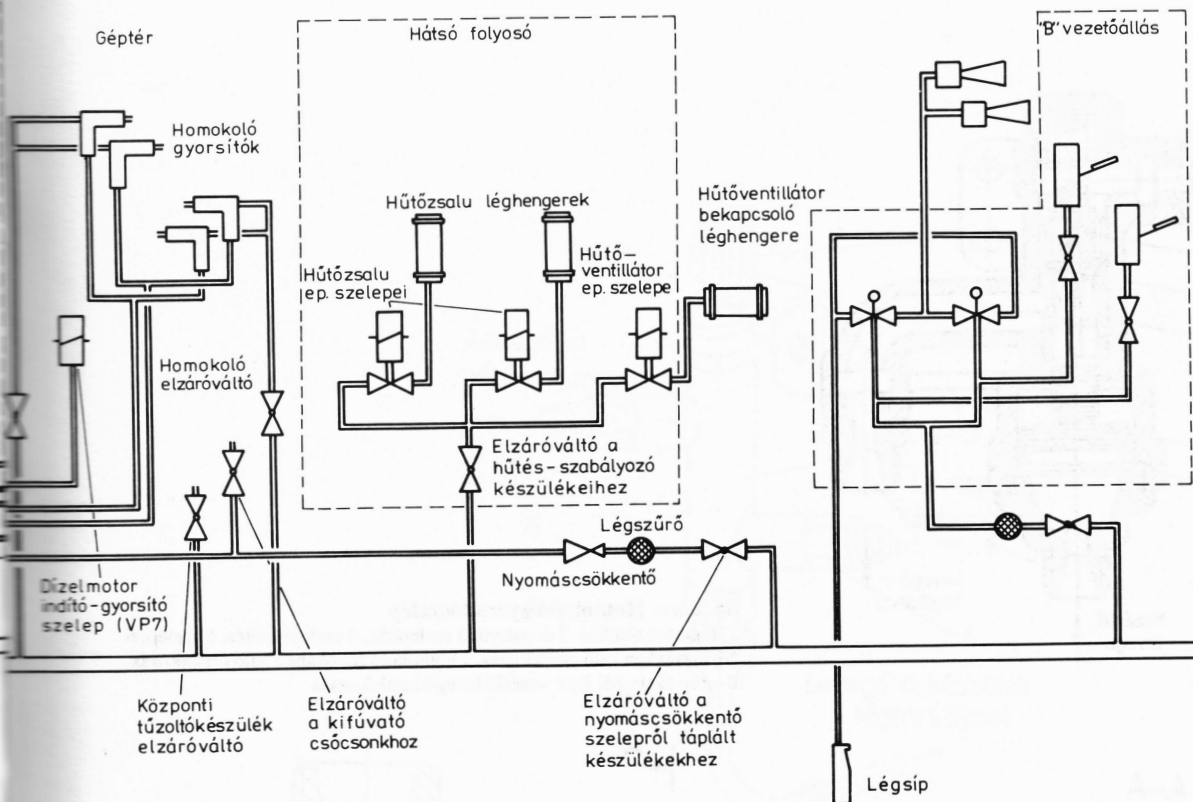 Géptér
Hátsó folyosó
"B" vezetőállás
Homokoló
gyorsítók
Hűtőzsalu léghengerek
Hűtőventillátor
bekapcsoló
léghengere
Hűtőzsalu
ep. szelepei
Hűtő-
ventillátor
ep. szelepe
Homokoló
elzáróváltó
Elzáróváltó a
hűtés-szabályozó
készülékeihez
Légszűrő
Nyomáscsökkentő
Dízelmotor
indító-gyorsító
szelep (VP7)
Központi
tűzoltókészülék
elzáróváltó
Elzáróváltó
a kifúvató
csőcsonkhoz
Elzáróváltó a
nyomáscsökkentő
szelepről táplált
készülékekhez
Légsíp